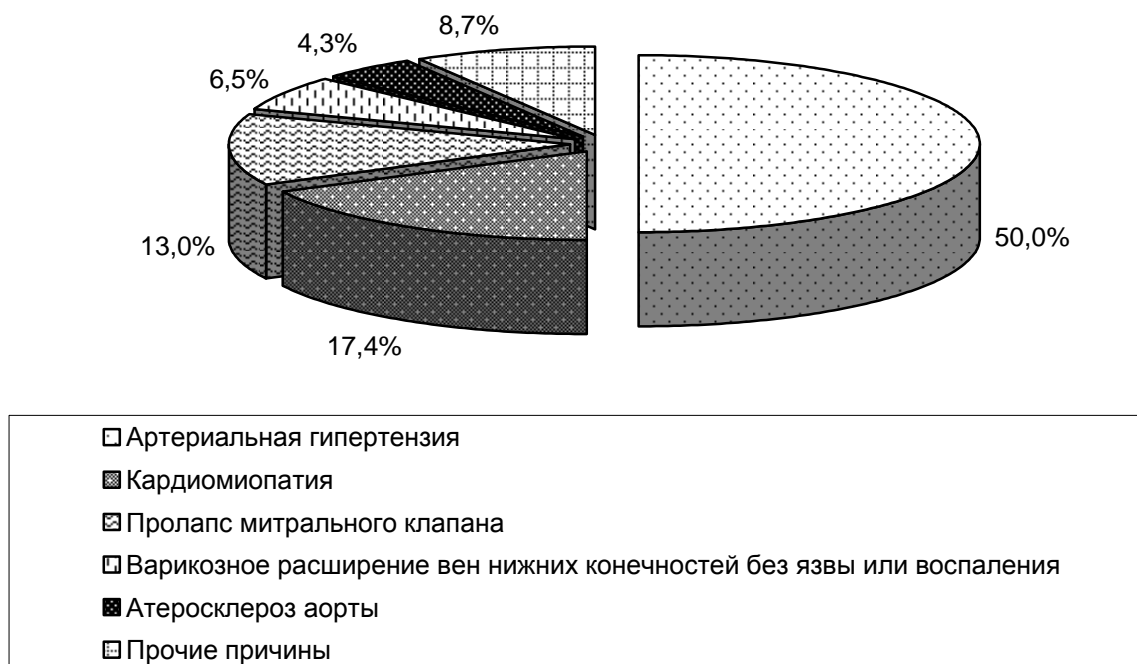 8,7%
4,3%
6,5%
50,0%
13,0%
17,4%
Артериальная гипертензия
Кардиомиопатия
Пролапс митрального клапана
Варикозное расширение вен нижних конечностей без язвы или воспаления
Атеросклероз аорты
Прочие причины